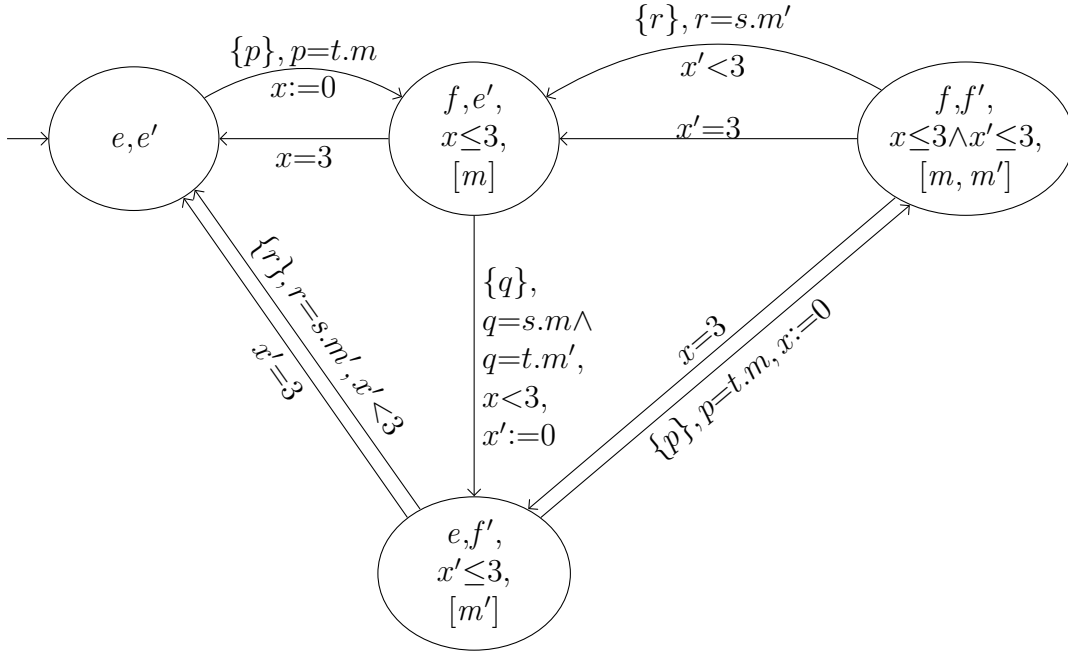 {r}, r=s.m′
x′<3
{p}, p=t.m
x:=0
e,e′
f,e′,
x≤3,
[m]
f,f′,
x≤3∧x′≤3,
[m, m′]
x′=3
x=3
{q},
q=s.m∧
q=t.m′,
x<3,
x′:=0
{r}, r=s.m′, x′<3
x′=3
x=3
{p}, p=t.m, x:=0
e,f′,
x′≤3,
[m′]